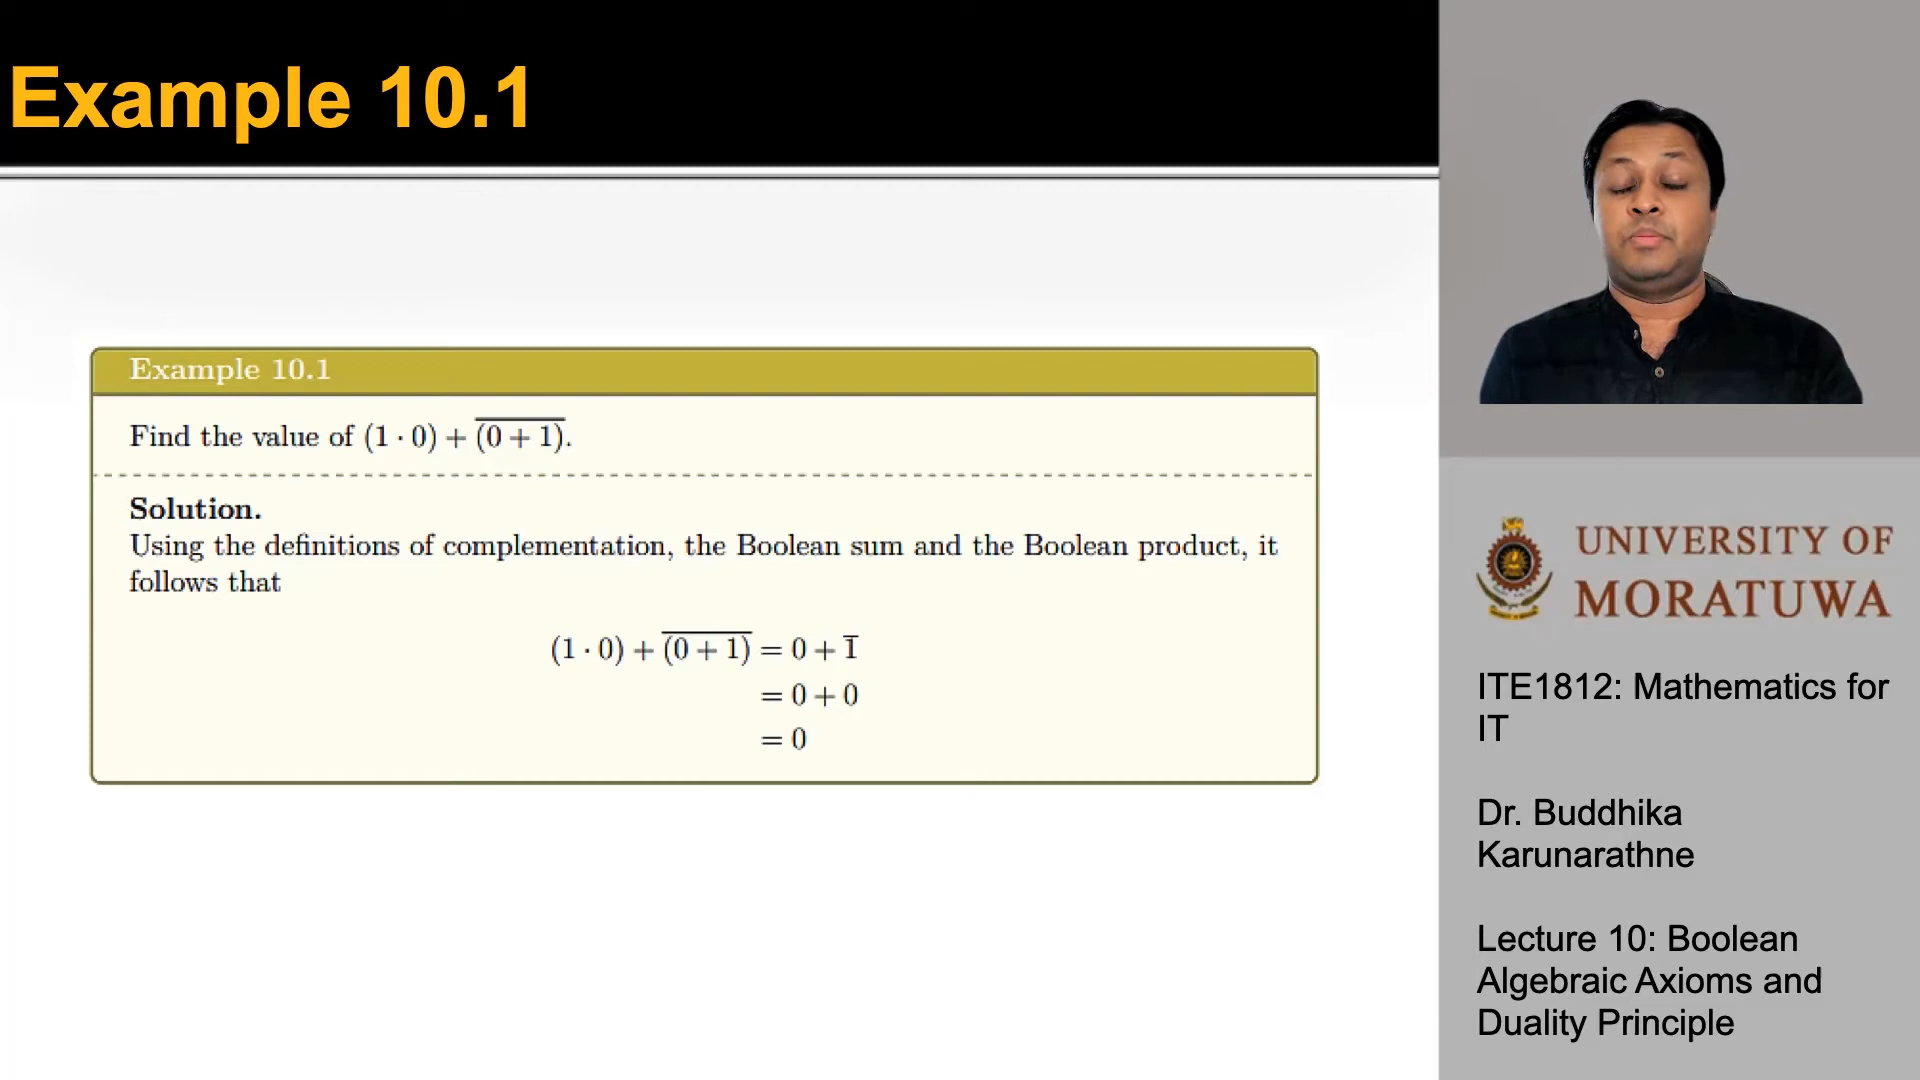 Example 10.1
Example 10.1
Find the value of (1 · 0) + \overline{(0 + 1)}.
Solution.
Using the definitions of complementation, the Boolean sum and the Boolean product, it
follows that
(1 · 0) + \overline{(0 + 1)} = 0 + \overline{1}
= 0 + 0
= 0
UNIVERSITY OF
MORATUWA
ITE1812: Mathematics for
IT
Dr. Buddhika
Karunarathne
Lecture 10: Boolean
Algebraic Axioms and
Duality Principle